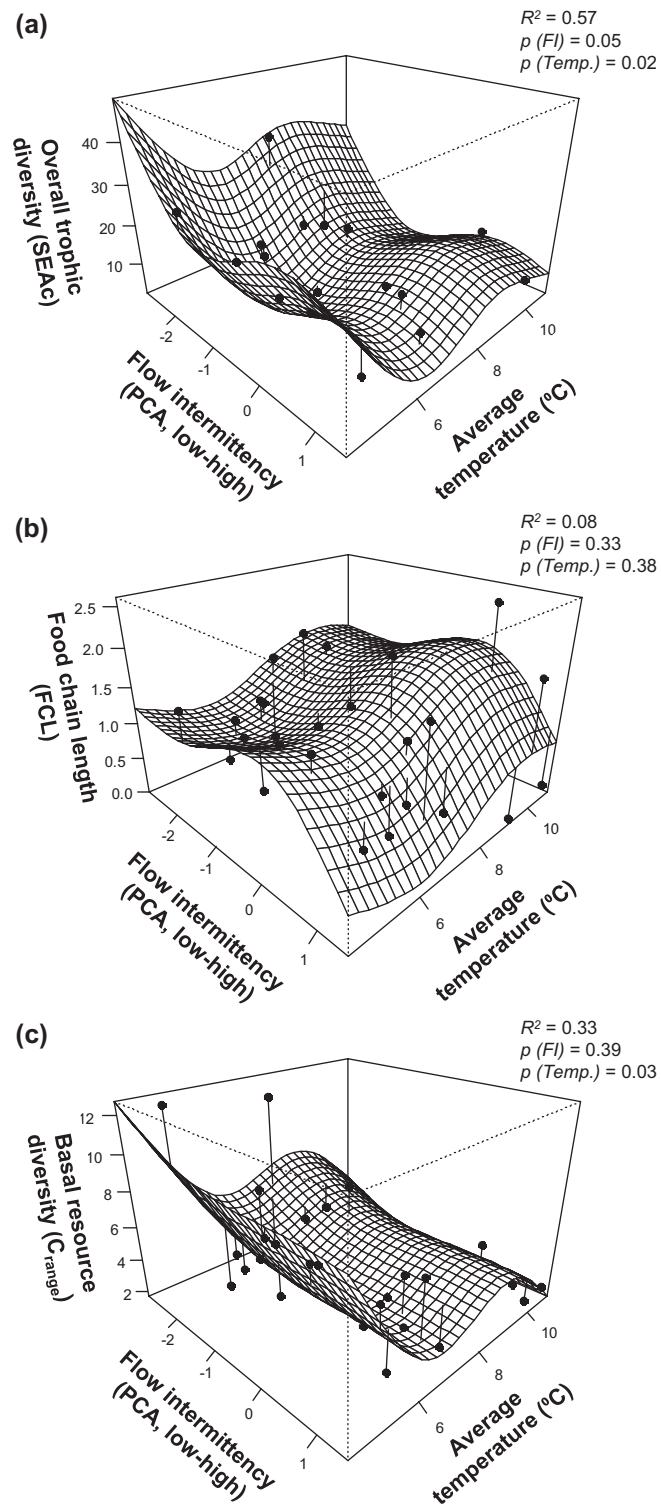 (a)
R² = 0.57
p (FI) = 0.05
p (Temp.) = 0.02
Overall trophic
diversity (SEAc)
40
30
20
10
-2
-1
0
1
Flow intermittency
(PCA, low-high)
6
8
10
Average
temperature (ºC)
(b)
R² = 0.08
p (FI) = 0.33
p (Temp.) = 0.38
Food chain length
(FCL)
2.5
2.0
1.5
1.0
0.5
0.0
-2
-1
0
1
Flow intermittency
(PCA, low-high)
6
8
10
Average
temperature (ºC)
(c)
R² = 0.33
p (FI) = 0.39
p (Temp.) = 0.03
Basal resource
diversity (C range)
12
10
8
6
4
2
-2
-1
0
1
Flow intermittency
(PCA, low-high)
6
8
10
Average
temperature (ºC)